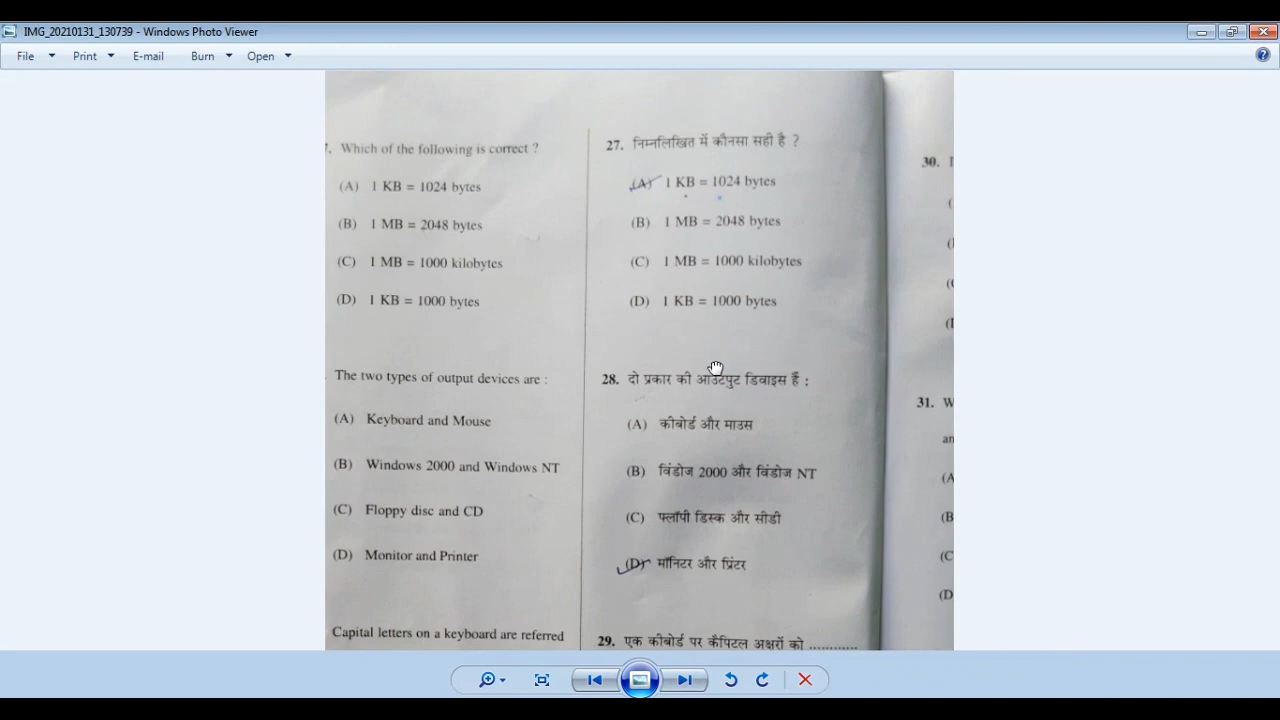 IMG_20210131_130739 - Windows Photo Viewer
File Print E-mail Burn Open
Which of the following is correct ?
(A) 1 KB = 1024 bytes
(B) 1 MB = 2048 bytes
(C) 1 MB = 1000 kilobytes
(D) 1 KB = 1000 bytes
The two types of output devices are :
(A) Keyboard and Mouse
(B) Windows 2000 and Windows NT
(C) Floppy disc and CD
(D) Monitor and Printer
Capital letters on a keyboard are referred
27. निम्नलिखित में कौनसा सही है ?
(A) 1 KB = 1024 bytes
(B) 1 MB = 2048 bytes
(C) 1 MB = 1000 kilobytes
(D) 1 KB = 1000 bytes
28. दो प्रकार की आउटपुट डिवाइस हैं :
(A) कीबोर्ड और माउस
(B) विंडोज 2000 और विंडोज NT
(C) फ्लॉपी डिस्क और सीडी
(D) मॉनिटर और प्रिंटर
29. एक कीबोर्ड पर कैपिटल अक्षरों को ............
30.
31. W
an
(A
(B
(C
(D